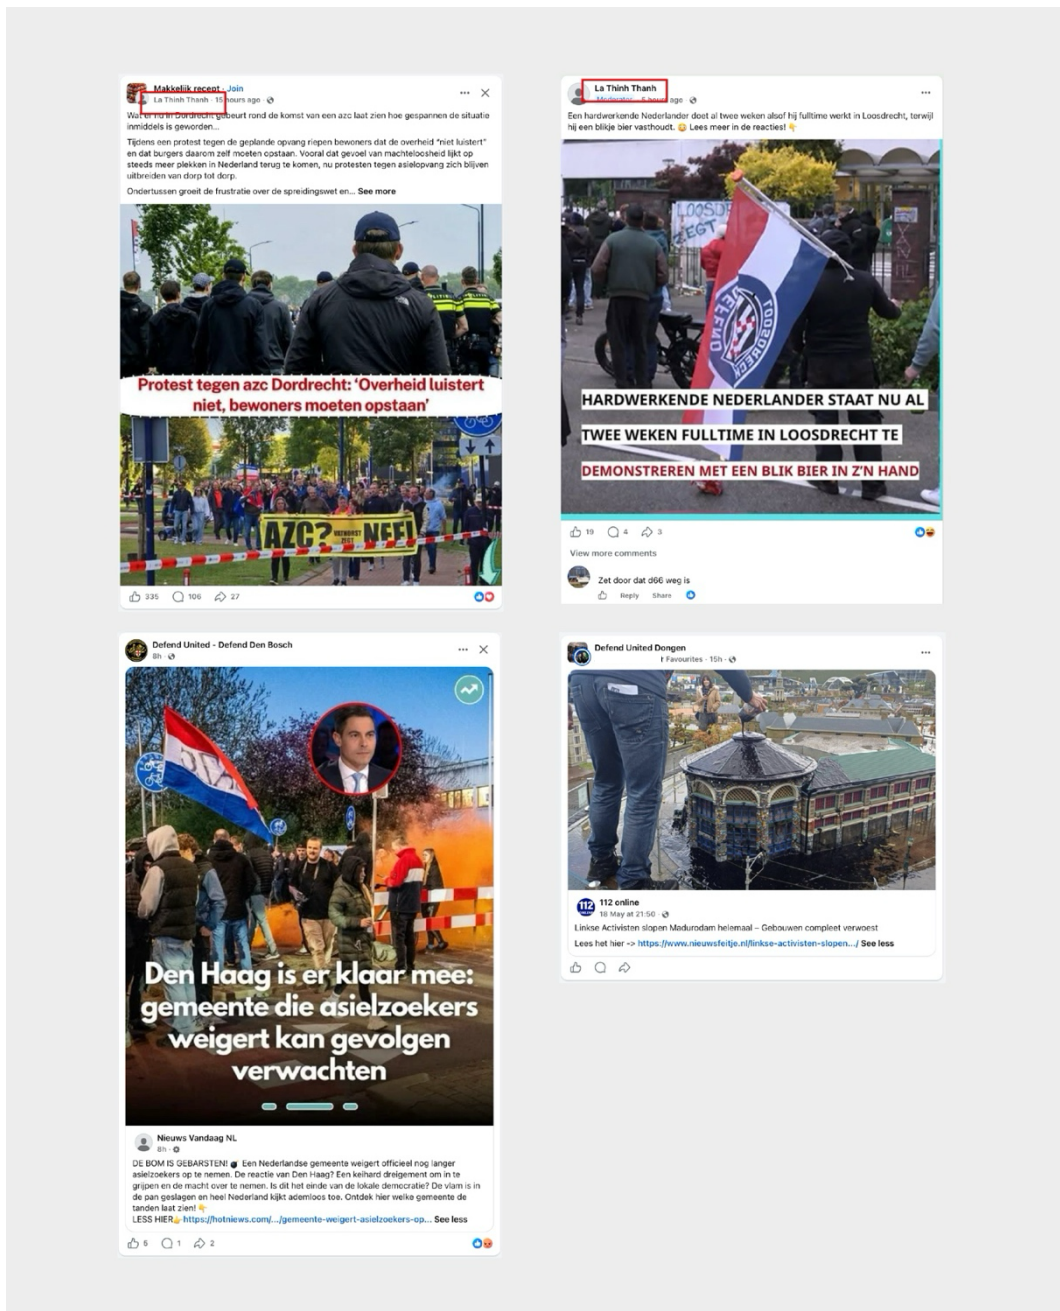 Makkelijk recept · Join
La Thinh Thanh · 15 hours ago ·
Wat er nu in Dordrecht gebeurt rond de komst van een azc laat zien hoe gespannen de situatie
inmiddels is geworden...
Tijdens een protest tegen de geplande opvang riepen bewoners dat de overheid "niet luistert"
en dat burgers daarom zelf moeten opstaan. Vooral dat gevoel van machteloosheid lijkt op
steeds meer plekken in Nederland terug te komen, nu protesten tegen asielopvang zich blijven
uitbreiden van dorp tot dorp.
Ondertussen groeit de frustratie over de spreidingswet en... See more
Protest tegen azc Dordrecht: 'Overheid luistert
niet, bewoners moeten opstaan'
AZC? ZEGT NEE!
335 106 27
La Thinh Thanh
Moderator · 5 hours ago ·
Een hardwerkende Nederlander doet al twee weken alsof hij fulltime werkt in Loosdrecht, terwijl
hij een blikje bier vasthoudt. Lees meer in de reacties!
LOOSDR
ZEGT
DEFEND LOOSDRECHT
HARDWERKENDE NEDERLANDER STAAT NU AL
TWEE WEKEN FULLTIME IN LOOSDRECHT TE
DEMONSTREREN MET EEN BLIK BIER IN Z'N HAND
19 4 3
View more comments
Zet door dat d66 weg is
Reply Share
Defend United - Defend Den Bosch
8h ·
Den Haag is er klaar mee:
gemeente die asielzoekers
weigert kan gevolgen
verwachten
Nieuws Vandaag NL
8h ·
DE BOM IS GEBARSTEN! Een Nederlandse gemeente weigert officieel nog langer
asielzoekers op te nemen. De reactie van Den Haag? Een keihard dreigement om in te
grijpen en de macht over te nemen. Is dit het einde van de lokale democratie? De vlam is in
de pan geslagen en heel Nederland kijkt ademloos toe. Ontdek hier welke gemeente de
tanden laat zien!
LESS HIER https://hotniews.com/.../gemeente-weigert-asielzoekers-op... See less
5 1 2
Defend United Dongen
Favourites · 15h ·
112 online
18 May at 21:50 ·
Linkse Activisten slopen Madurodam helemaal – Gebouwen compleet verwoest
Lees het hier -> https://www.nieuwsfeitje.nl/linkse-activisten-slopen.../ See less